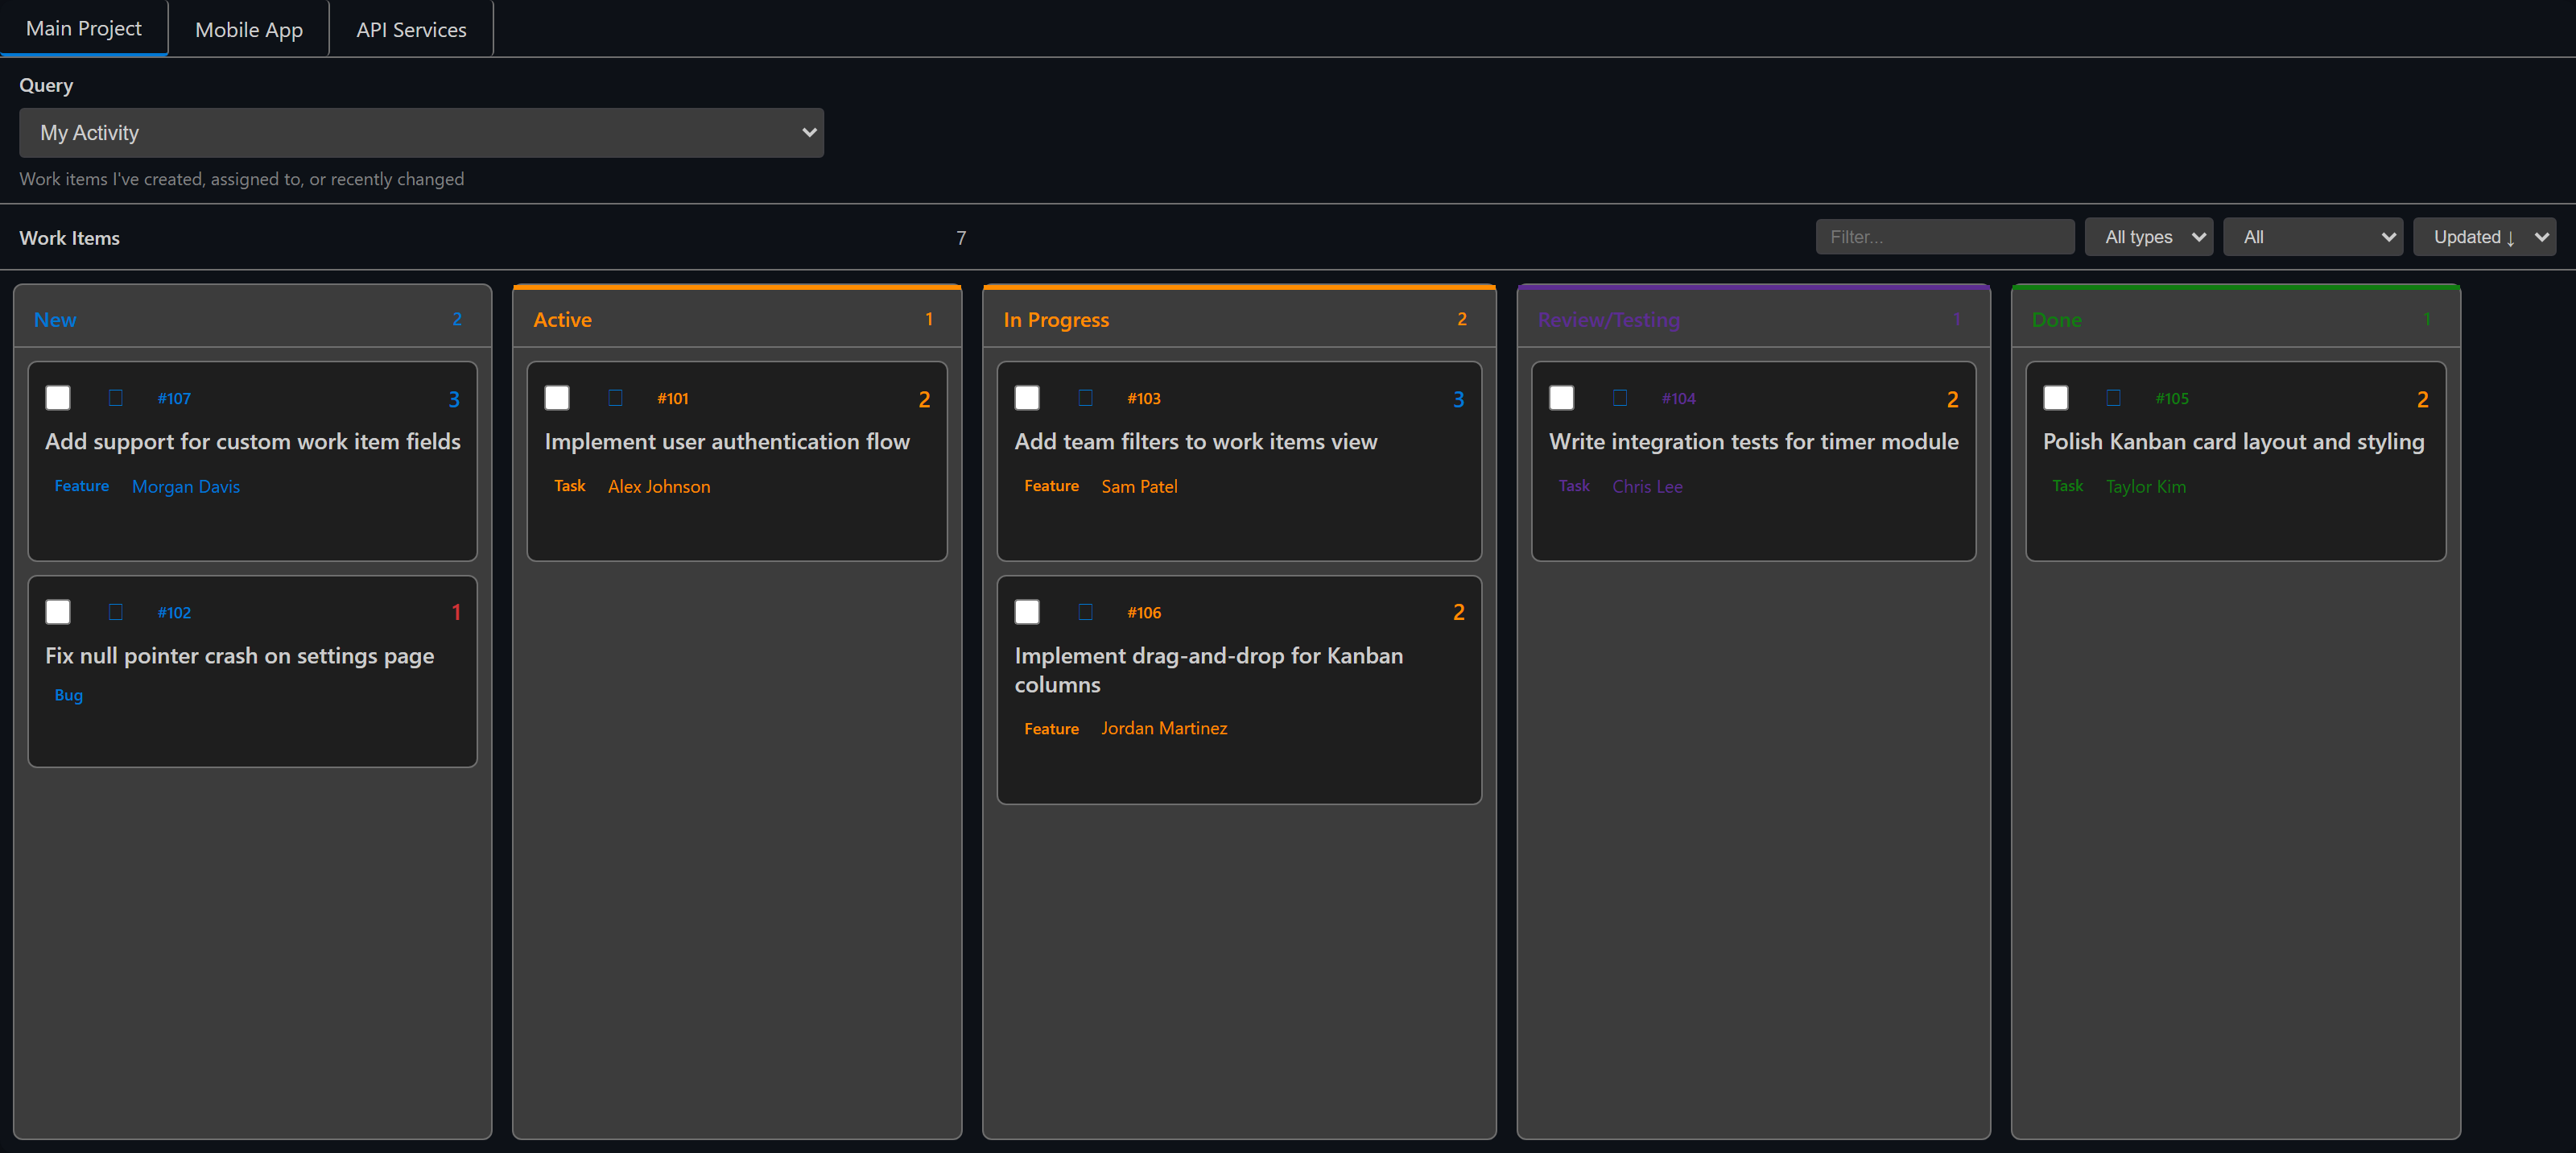 Main Project
Mobile App
API Services
Query
My Activity
Work items I've created, assigned to, or recently changed
Work Items
7
Filter...
All types
All
Updated ↓
New
2
#107
3
Add support for custom work item fields
Feature
Morgan Davis
#102
1
Fix null pointer crash on settings page
Bug
Active
1
#101
2
Implement user authentication flow
Task
Alex Johnson
In Progress
2
#103
3
Add team filters to work items view
Feature
Sam Patel
#106
2
Implement drag-and-drop for Kanban
columns
Feature
Jordan Martinez
Review/Testing
1
#104
2
Write integration tests for timer module
Task
Chris Lee
Done
1
#105
2
Polish Kanban card layout and styling
Task
Taylor Kim